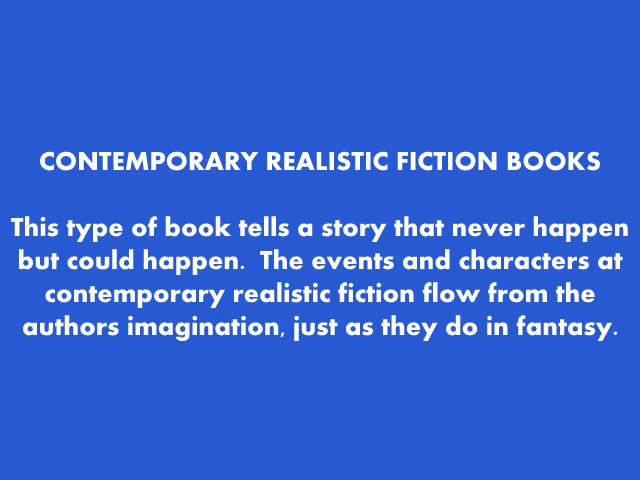 CONTEMPORARY REALISTIC FICTION BOOKS
This type of book tells a story that never happen
but could happen.  The events and characters at
contemporary realistic fiction flow from the
authors imagination, just as they do in fantasy.